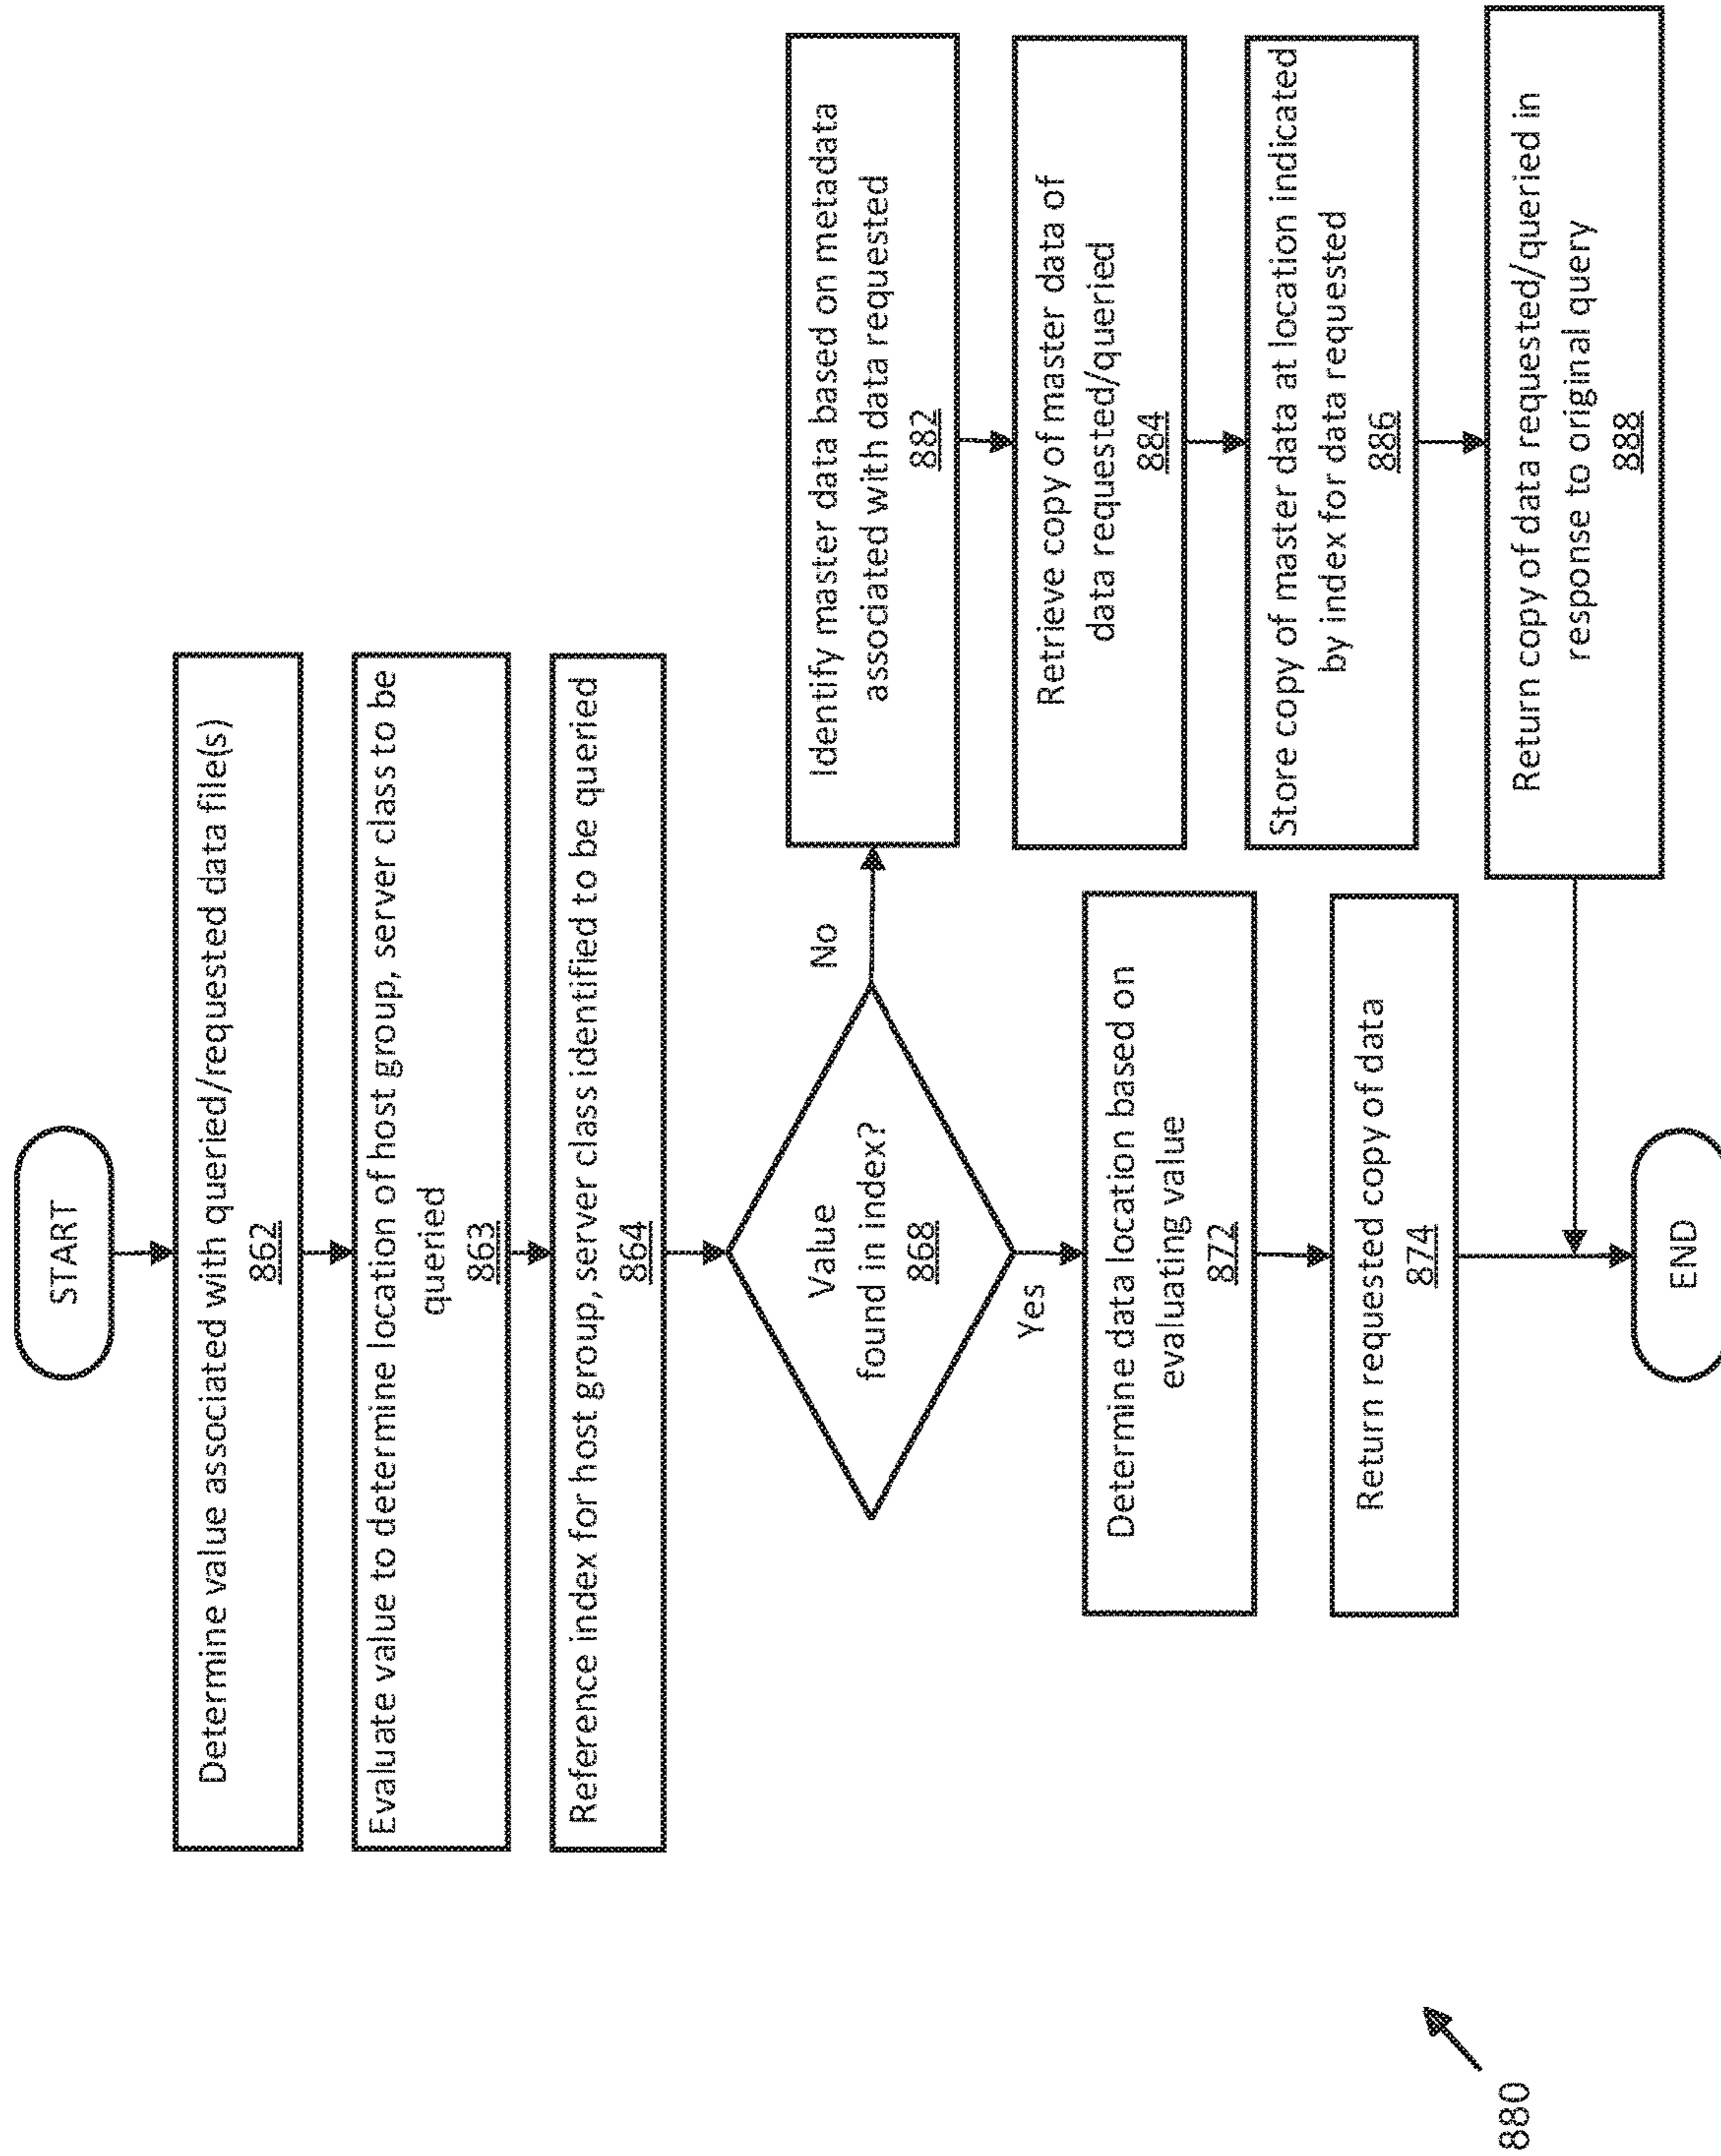 START
Determine value associated with queried/requested data file(s)
862
Evaluate value to determine location of host group, server class to be
queried
863
Reference index for host group, server class identified to be queried
864
Value
found in index?
868
No
Yes
Identify master data based on metadata
associated with data requested
882
Retrieve copy of master data of
data requested/queried
884
Store copy of master data at location indicated
by index for data requested
886
Return copy of data requested/queried in
response to original query
888
Determine data location based on
evaluating value
872
Return requested copy of data
874
END
880